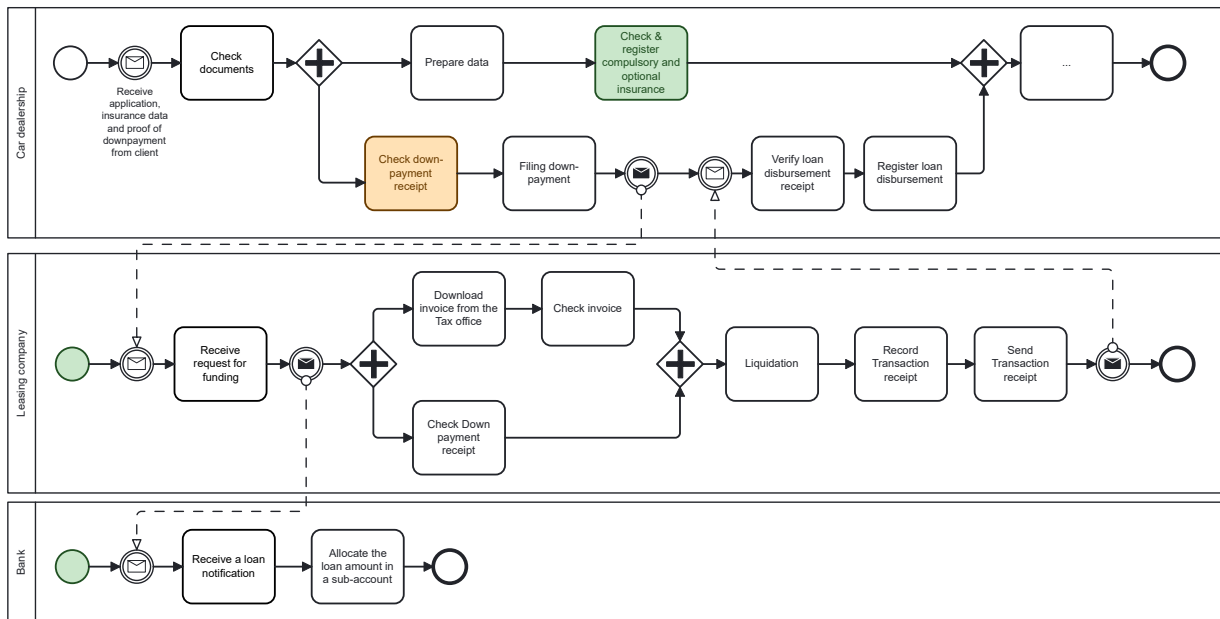 Car dealership
Receive
application,
insurance data
and proof of
downpayment
from client
Check
documents
Prepare data
Check &
register
compulsory and
optional
insurance
...
Check down-
payment
receipt
Filing down-
payment
Verify loan
disbursement
receipt
Register loan
disbursement
Leasing company
Receive
request for
funding
Download
invoice from the
Tax office
Check invoice
Check Down
payment
receipt
Liquidation
Record
Transaction
receipt
Send
Transaction
receipt
Bank
Receive a loan
notification
Allocate the
loan amount in
a sub-account